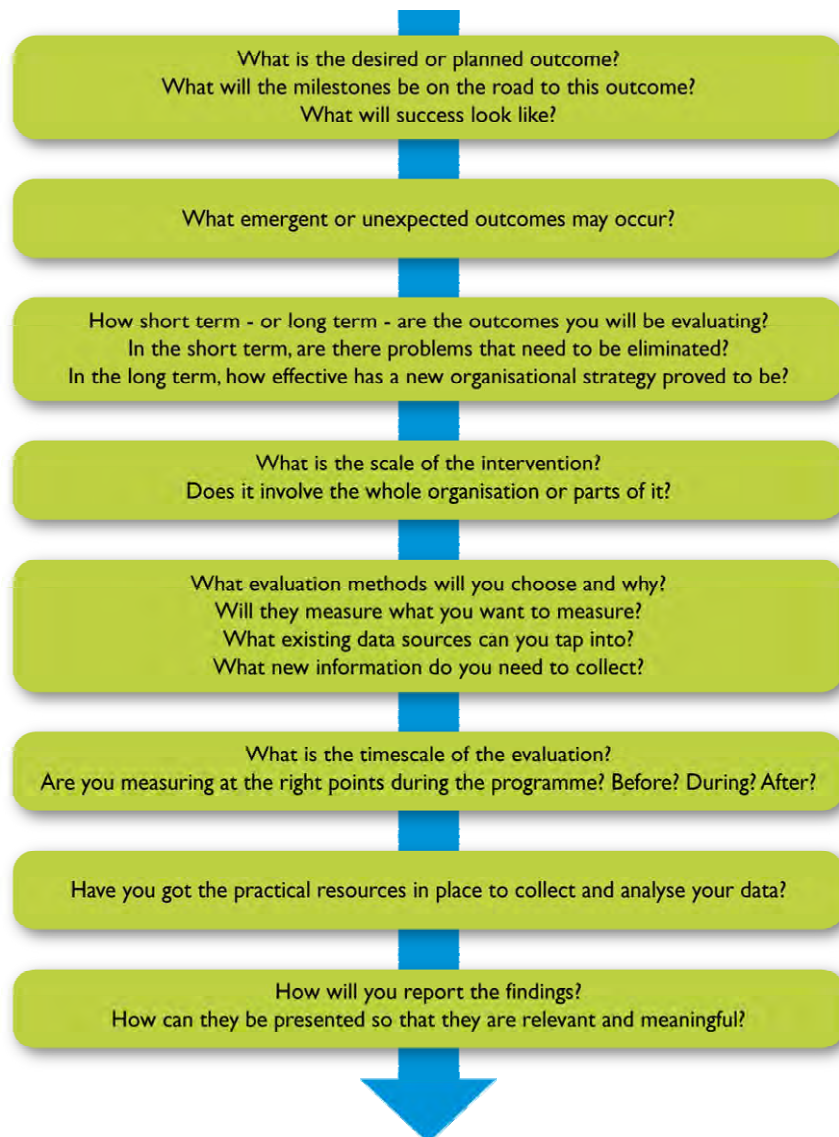 What is the desired or planned outcome?
What will the milestones be on the road to this outcome?
What will success look like?
What emergent or unexpected outcomes may occur?
How short term - or long term - are the outcomes you will be evaluating?
In the short term, are there problems that need to be eliminated?
In the long term, how effective has a new organisational strategy proved to be?
What is the scale of the intervention?
Does it involve the whole organisation or parts of it?
What evaluation methods will you choose and why?
Will they measure what you want to measure?
What existing data sources can you tap into?
What new information do you need to collect?
What is the timescale of the evaluation?
Are you measuring at the right points during the programme? Before? During? After?
Have you got the practical resources in place to collect and analyse your data?
How will you report the findings?
How can they be presented so that they are relevant and meaningful?